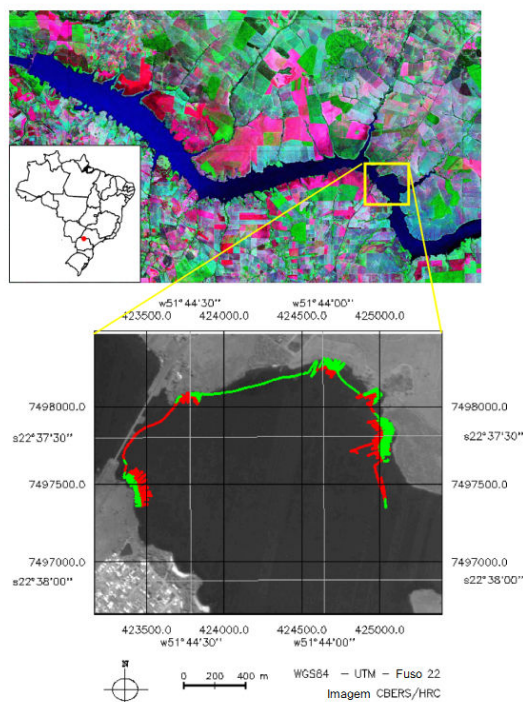 w51°44'30'' w51°44'00''
423500.0 424000.0 424500.0 425000.0
7498000.0 7498000.0
s22°37'30'' s22°37'30''
7497500.0 7497500.0
7497000.0 7497000.0
s22°38'00'' s22°38'00''
423500.0 424000.0 424500.0 425000.0
w51°44'30'' w51°44'00''
N
0 200 400 m
WGS84 - UTM - Fuso 22
Imagem CBERS/HRC